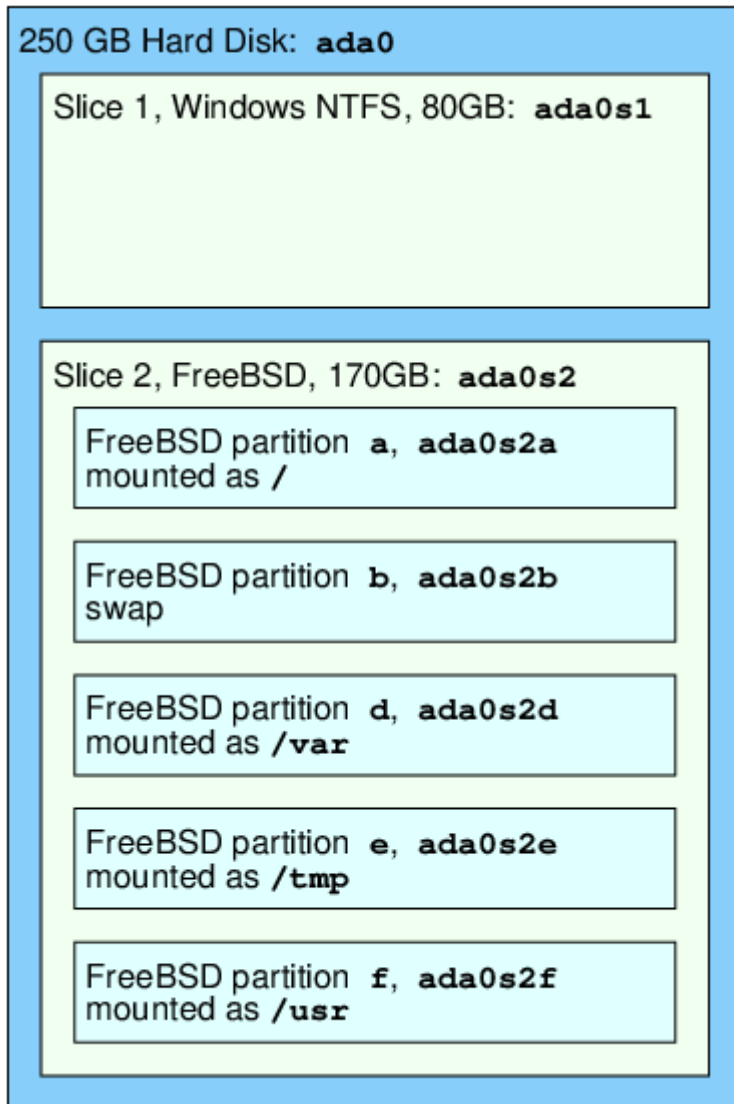 250 GB Hard Disk: ada0
Slice 1, Windows NTFS, 80GB: ada0s1
Slice 2, FreeBSD, 170GB: ada0s2
FreeBSD partition a, ada0s2a
mounted as /
FreeBSD partition b, ada0s2b
swap
FreeBSD partition d, ada0s2d
mounted as /var
FreeBSD partition e, ada0s2e
mounted as /tmp
FreeBSD partition f, ada0s2f
mounted as /usr